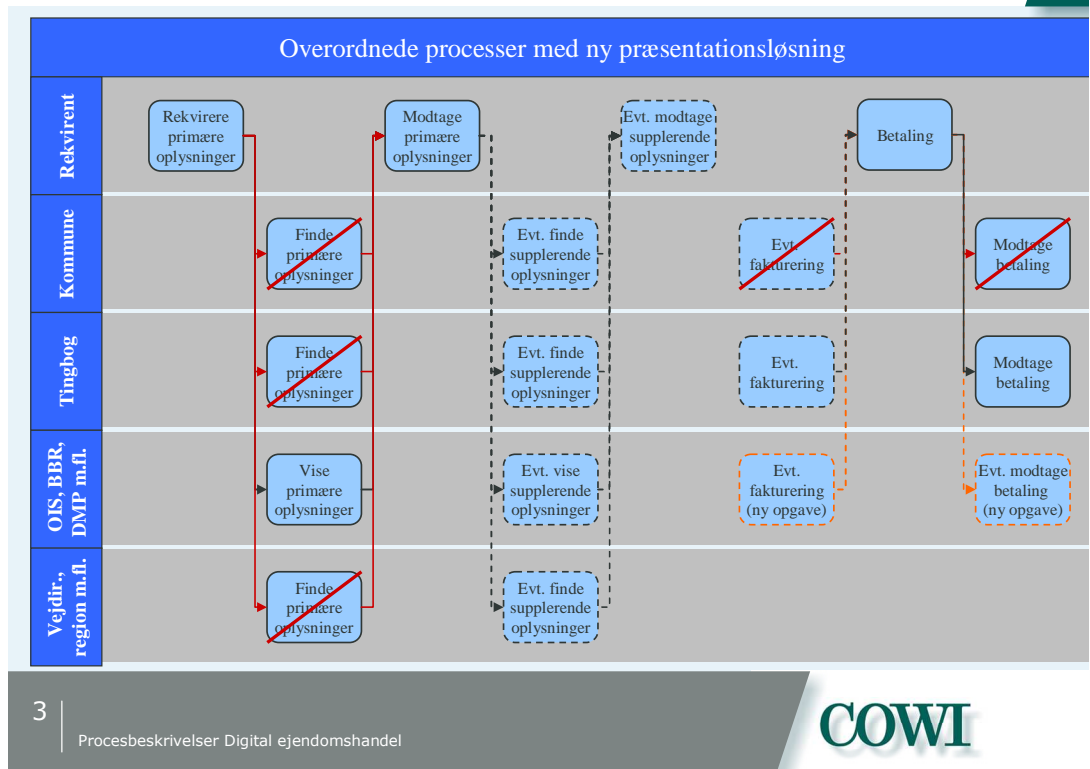 Overordnede processer med ny præsentationsløsning
Rekvirent
Rekvirere
primære
oplysninger
Modtage
primære
oplysninger
Evt. modtage
supplerende
oplysninger
Betaling
Kommune
Finde
primære
oplysninger
Evt. finde
supplerende
oplysninger
Evt.
fakturering
Modtage
betaling
Tingbog
Finde
primære
oplysninger
Evt. finde
supplerende
oplysninger
Evt.
fakturering
Modtage
betaling
OIS, BBR,
DMP m.fl.
Vise
primære
oplysninger
Evt. vise
supplerende
oplysninger
Evt.
fakturering
(ny opgave)
Evt. modtage
betaling
(ny opgave)
Vejdir.,
region m.fl.
Finde
primære
oplysninger
Evt. finde
supplerende
oplysninger
3
Procesbeskrivelser Digital ejendomshandel
COWI